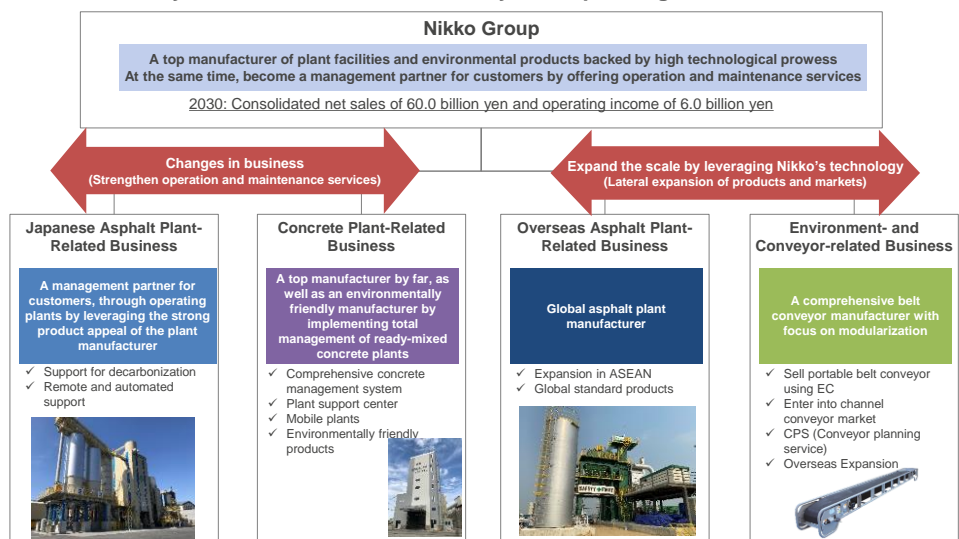 Nikko Group
A top manufacturer of plant facilities and environmental products backed by high technological prowess
At the same time, become a management partner for customers by offering operation and maintenance services
2030: Consolidated net sales of 60.0 billion yen and operating income of 6.0 billion yen
Changes in business
(Strengthen operation and maintenance services)
Expand the scale by leveraging Nikko's technology
(Lateral expansion of products and markets)
Japanese Asphalt Plant-
Related Business
A management partner for
customers, through operating
plants by leveraging the strong
product appeal of the plant
manufacturer
✓ Support for decarbonization
✓ Remote and automated
support
Concrete Plant-Related
Business
A top manufacturer by far, as
well as an environmentally
friendly manufacturer by
implementing total
management of ready-mixed
concrete plants
✓ Comprehensive concrete
management system
✓ Plant support center
✓ Mobile plants
✓ Environmentally friendly
products
Overseas Asphalt Plant-
Related Business
Global asphalt plant
manufacturer
✓ Expansion in ASEAN
✓ Global standard products
Environment- and
Conveyor-related Business
A comprehensive belt
conveyor manufacturer with
focus on modularization
✓ Sell portable belt conveyor
using EC
✓ Enter into channel
conveyor market
✓ CPS (Conveyor planning
service)
✓ Overseas Expansion